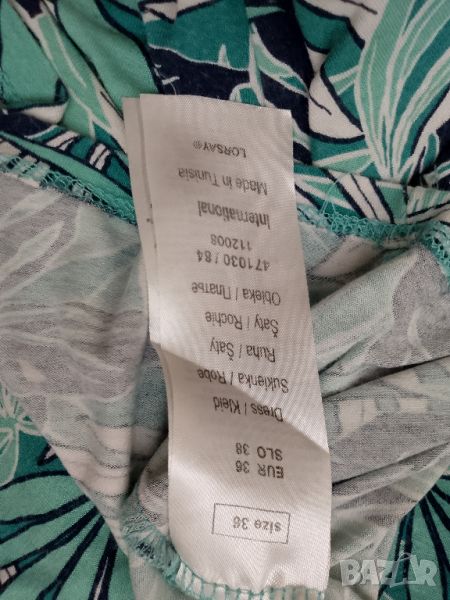 size 36
EUR 36
SLO 38
Dress / Kleid
Sukienka / Robe
Ruha / Šaty
Šaty / Rochie
Obleka / Платье
471030 / 84
112008
International
Made in Tunisia
LORSAY®
BAZAR